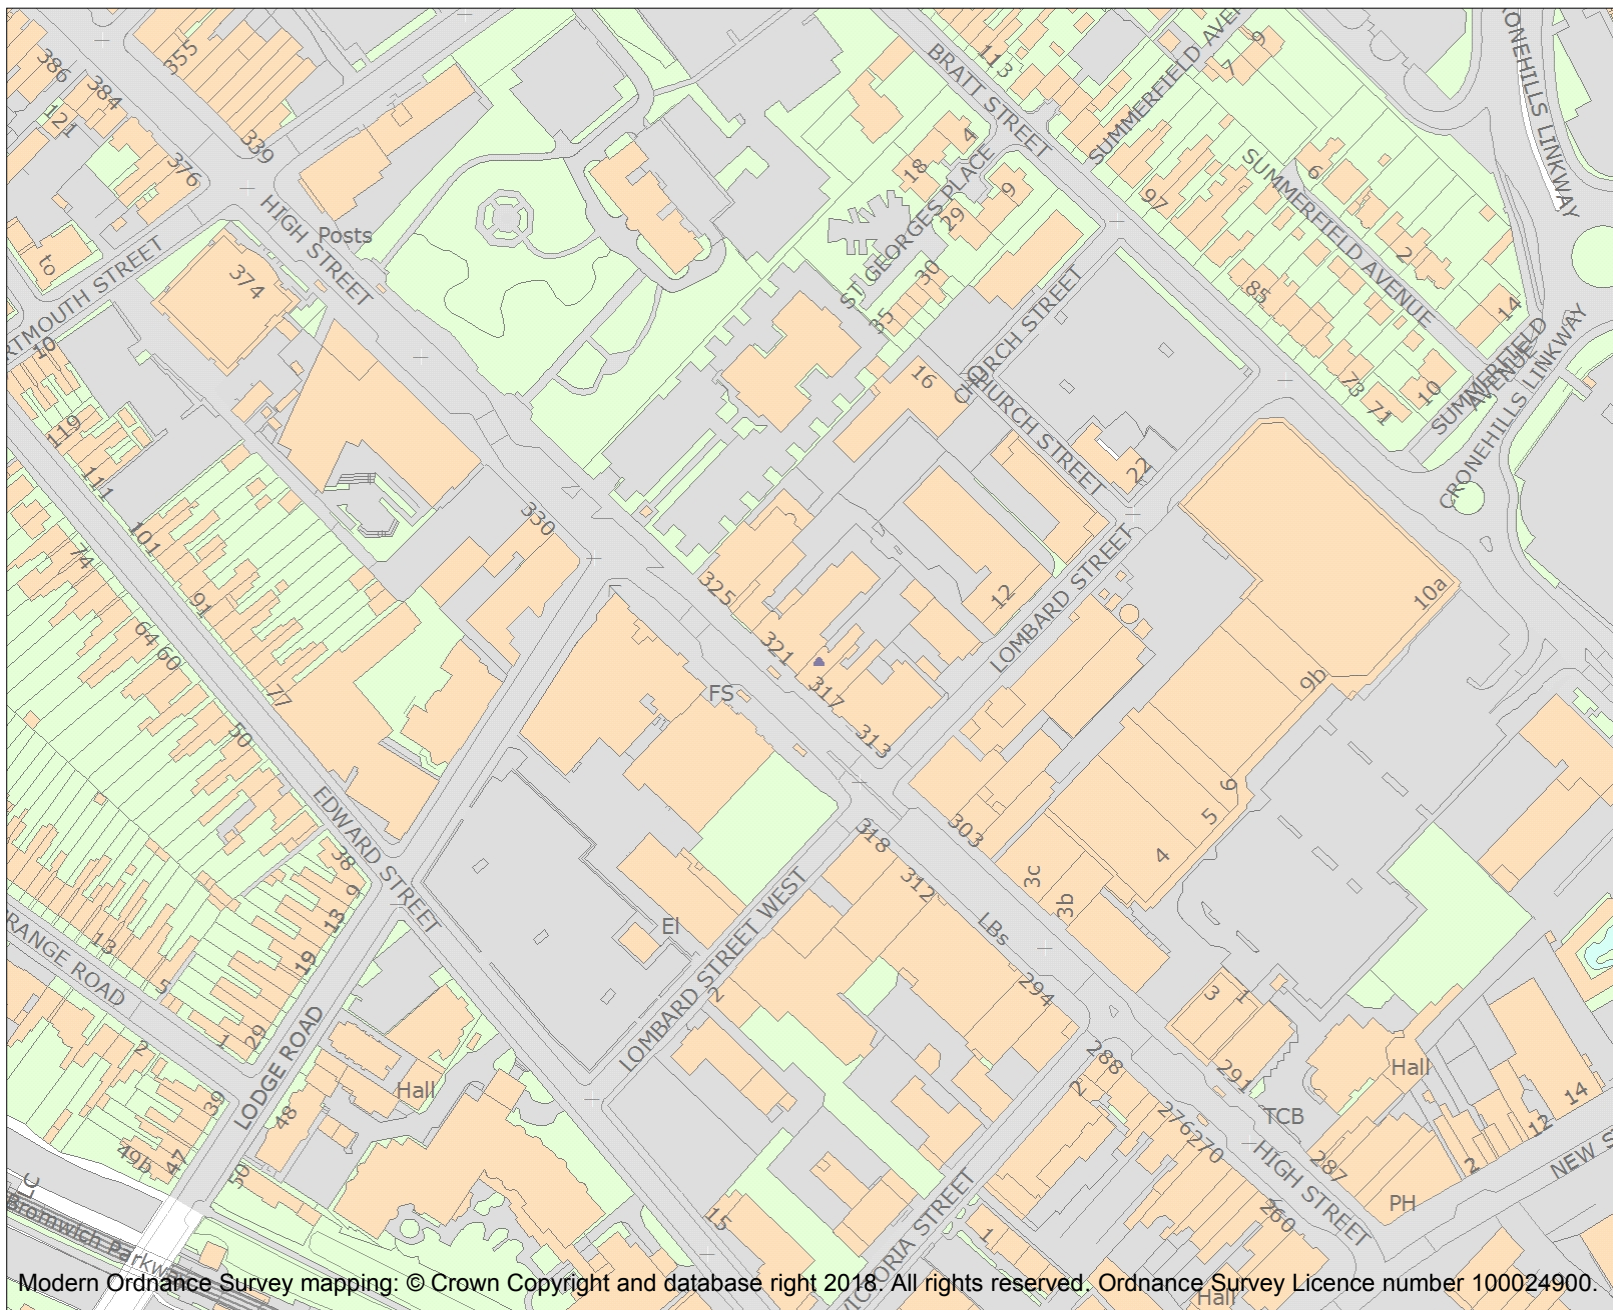 386
384
121
355
339
376
HIGH STREET
Posts
374
to
RTMOUTH STREET
10
119
111
101
91
77
74
64
60
50
38
EDWARD STREET
330
325
321
317
313
FS
BRATT STREET
113
SUMMERFIELD AVE
9
7
4
18
ST GEORGES PLACE
9
29
30
35
97
85
73
71
SUMMERFIELD AVENUE
6
2
14
10
SUMMERFIELD
AVENUE
CRONEHILLS LINKWAY
RONEHILLS LINKWAY
CHURCH STREET
CHURCH STREET
16
22
12
LOMBARD STREET
10a
9b
6
5
4
303
3c
3b
318
312
LBs
294
LOMBARD STREET WEST
El
2
9
13
19
29
13
5
1
RANGE ROAD
2
39
LODGE ROAD
48
Hall
49b
47
50
15
288
2
276
270
260
HIGH STREET
291
TCB
3
1
287
PH
Hall
2
12
14
NEW S
VICTORIA STREET
1
Hall
Bromwich Parkwa
Modern Ordnance Survey mapping: © Crown Copyright and database right 2018. All rights reserved. Ordnance Survey Licence number 100024900.